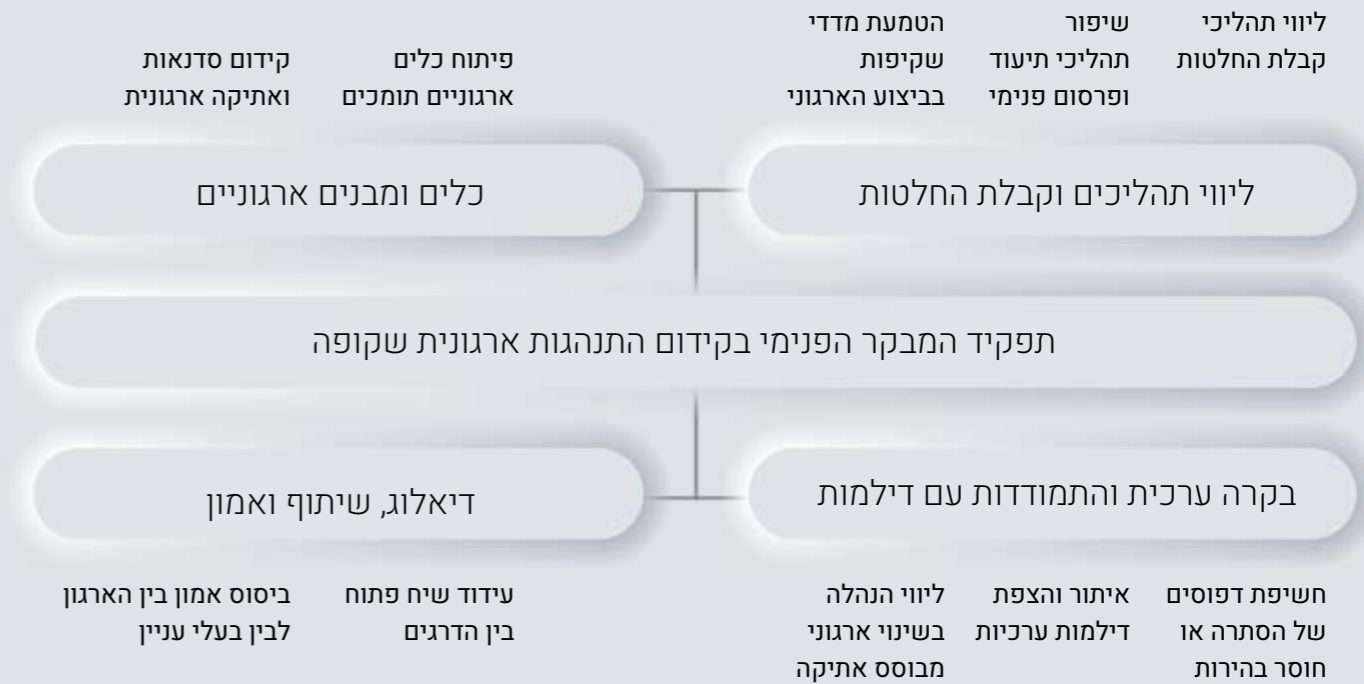 ליווי תהליכי
קבלת החלטות
שיפור
תהליכי תיעוד
ופרסום פנימי
הטמעת מדדי
שקיפות
בביצוע הארגוני
פיתוח כלים
ארגוניים תומכים
קידום סדנאות
ואתיקה ארגונית
ליווי תהליכים וקבלת החלטות
כלים ומבנים ארגוניים
תפקיד המבקר הפנימי בקידום התנהגות ארגונית שקופה
בקרה ערכית והתמודדות עם דילמות
דיאלוג, שיתוף ואמון
חשיפת דפוסים
של הסתרה או
חוסר בהירות
איתור והצפת
דילמות ערכיות
ליווי הנהלה
בשינוי ארגוני
מבוסס אתיקה
עידוד שיח פתוח
בין הדרגים
ביסוס אמון בין הארגון
לבין בעלי עניין